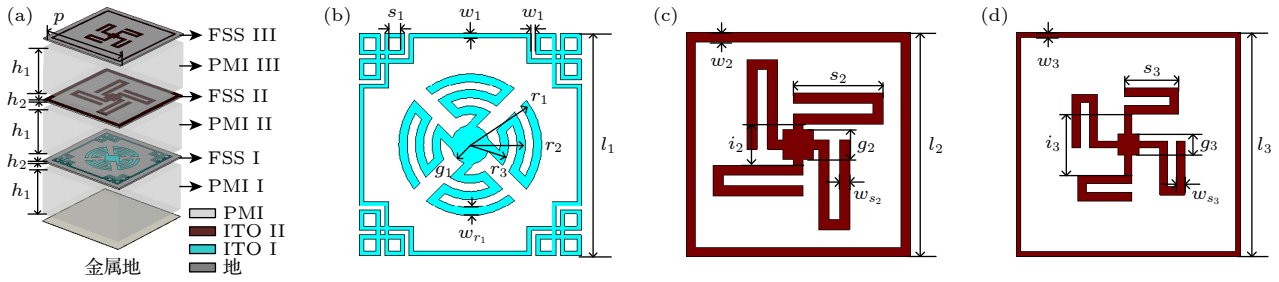 (a)
p
FSS III
h1
PMI III
FSS II
h2
h1
PMI II
FSS I
h2
h1
PMI I
PMI
ITO II
ITO I
地
金属地
(b)
s1
w1
w1
r1
r2
r3
g1
wr1
l1
(c)
w2
s2
i2
g2
ws2
l2
(d)
w3
s3
i3
g3
ws3
l3